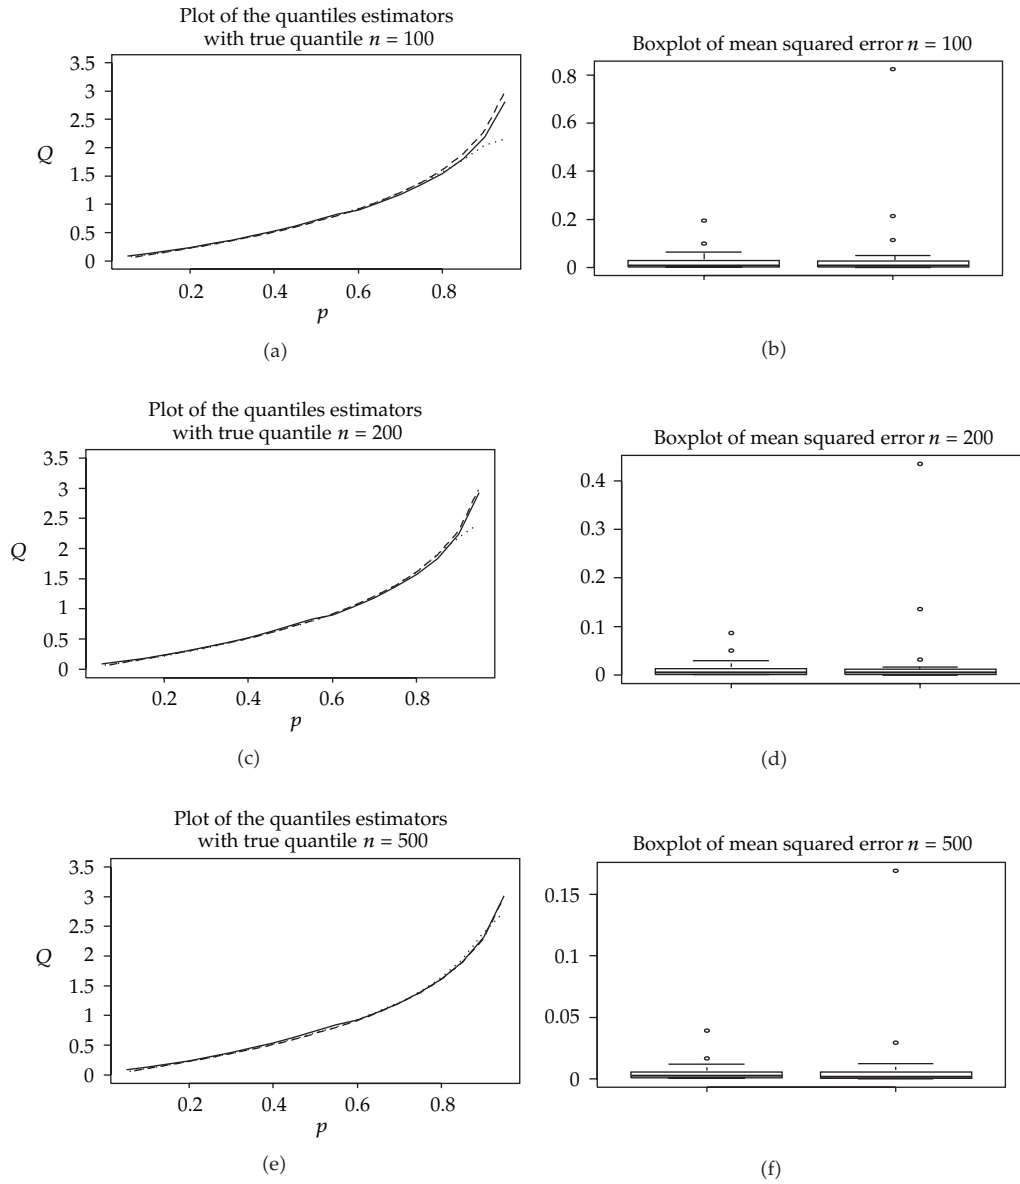 Plot of the quantiles estimators
with true quantile n = 100
3.5
3
2.5
2
1.5
1
0.5
0
Q
0.2 0.4 0.6 0.8
p
(a)
Boxplot of mean squared error n = 100
0.8
0.6
0.4
0.2
0
(b)
Plot of the quantiles estimators
with true quantile n = 200
3.5
3
2.5
2
1.5
1
0.5
0
Q
0.2 0.4 0.6 0.8
p
(c)
Boxplot of mean squared error n = 200
0.4
0.3
0.2
0.1
0
(d)
Plot of the quantiles estimators
with true quantile n = 500
3.5
3
2.5
2
1.5
1
0.5
0
Q
0.2 0.4 0.6 0.8
p
(e)
Boxplot of mean squared error n = 500
0.15
0.1
0.05
0
(f)